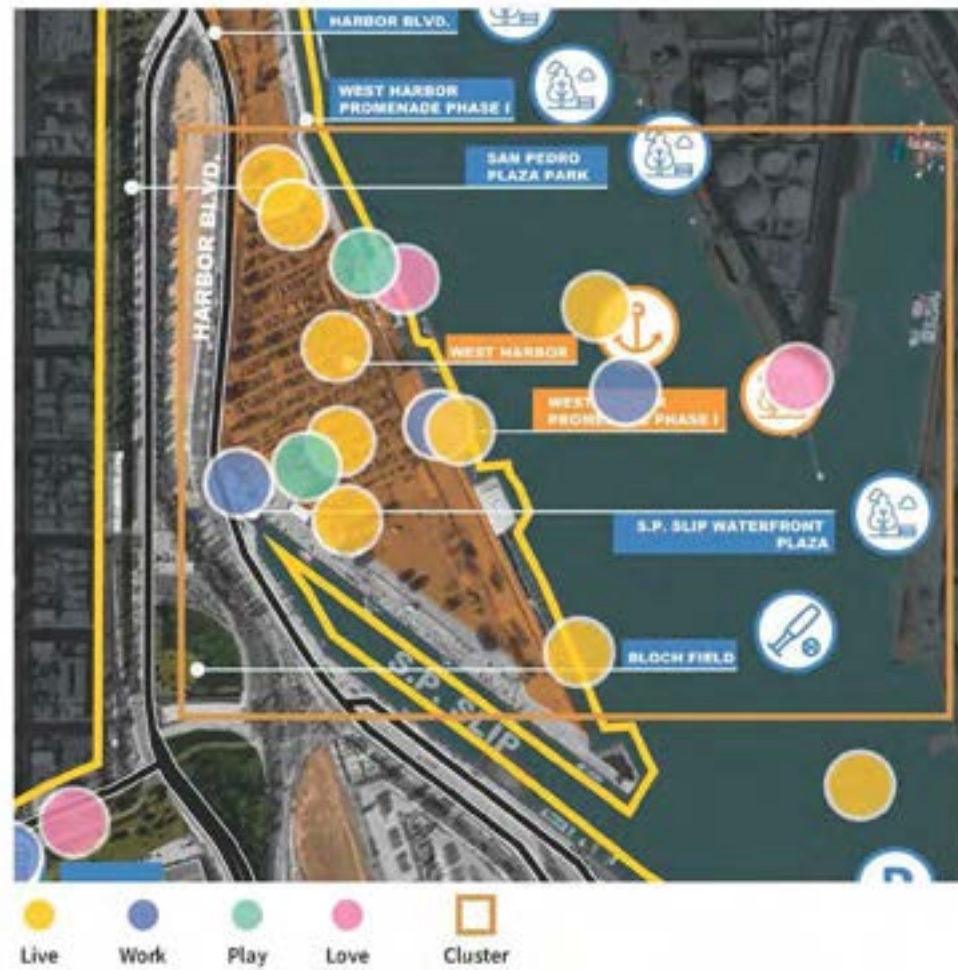 HARBOR BLVD.
WEST HARBOR
PROMENADE PHASE I
SAN PEDRO
PLAZA PARK
HARBOR BLVD.
WEST HARBOR
PROMENADE PHASE I
S.P. SLIP WATERFRONT
PLAZA
BLOCH FIELD
S.P. SLIP
Live
Work
Play
Love
Cluster